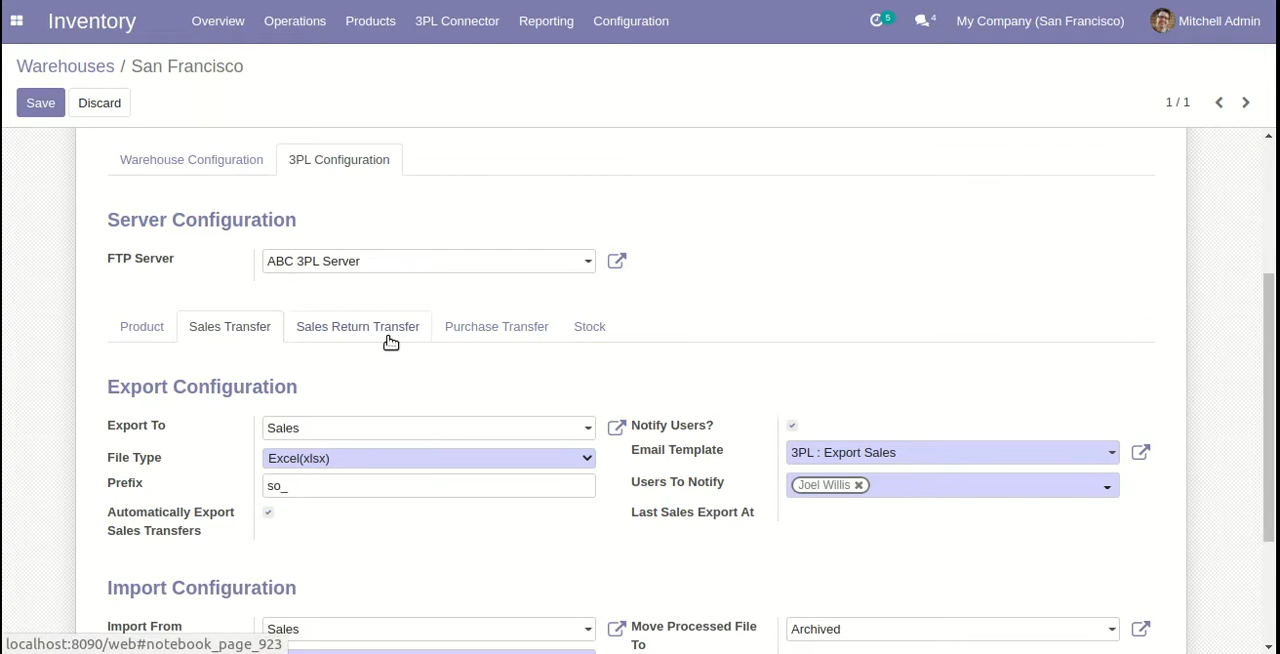 Inventory Overview Operations Products 3PL Connector Reporting Configuration 5 4 My Company (San Francisco) Mitchell Admin
Warehouses / San Francisco
Save Discard 1 / 1
Warehouse Configuration 3PL Configuration
Server Configuration
FTP Server ABC 3PL Server
Product Sales Transfer Sales Return Transfer Purchase Transfer Stock
Export Configuration
Export To Sales Notify Users?
Email Template 3PL : Export Sales
File Type Excel(xlsx)
Prefix so_ Users To Notify Joel Willis
Automatically Export Last Sales Export At
Sales Transfers
Import Configuration
Import From Sales Move Processed File Archived
To
localhost:8090/web#notebook_page_923